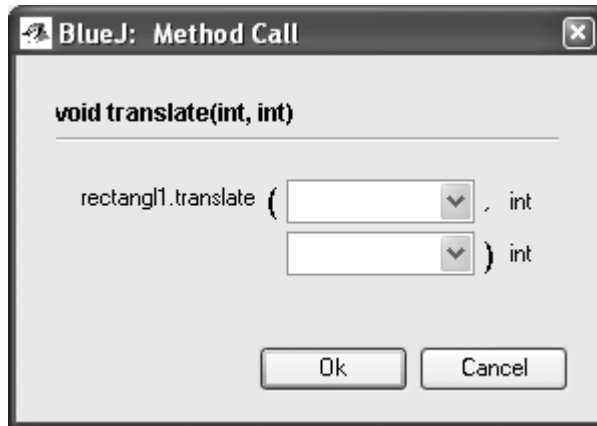 BlueJ: Method Call
void translate(int, int)
rectangl1.translate ( , int
) int
Ok Cancel